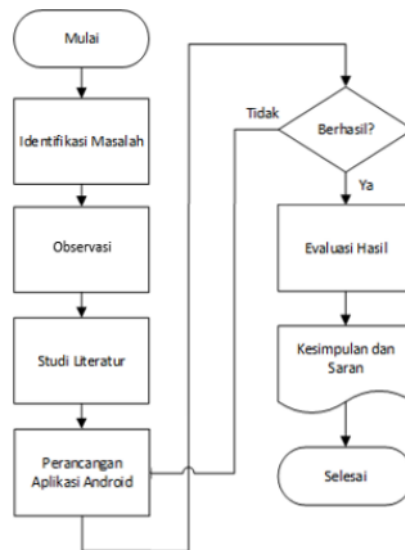 Mulai
Identifikasi Masalah
Observasi
Studi Literatur
Perancangan
Aplikasi Android
Berhasil?
Tidak
Ya
Evaluasi Hasil
Kesimpulan dan
Saran
Selesai